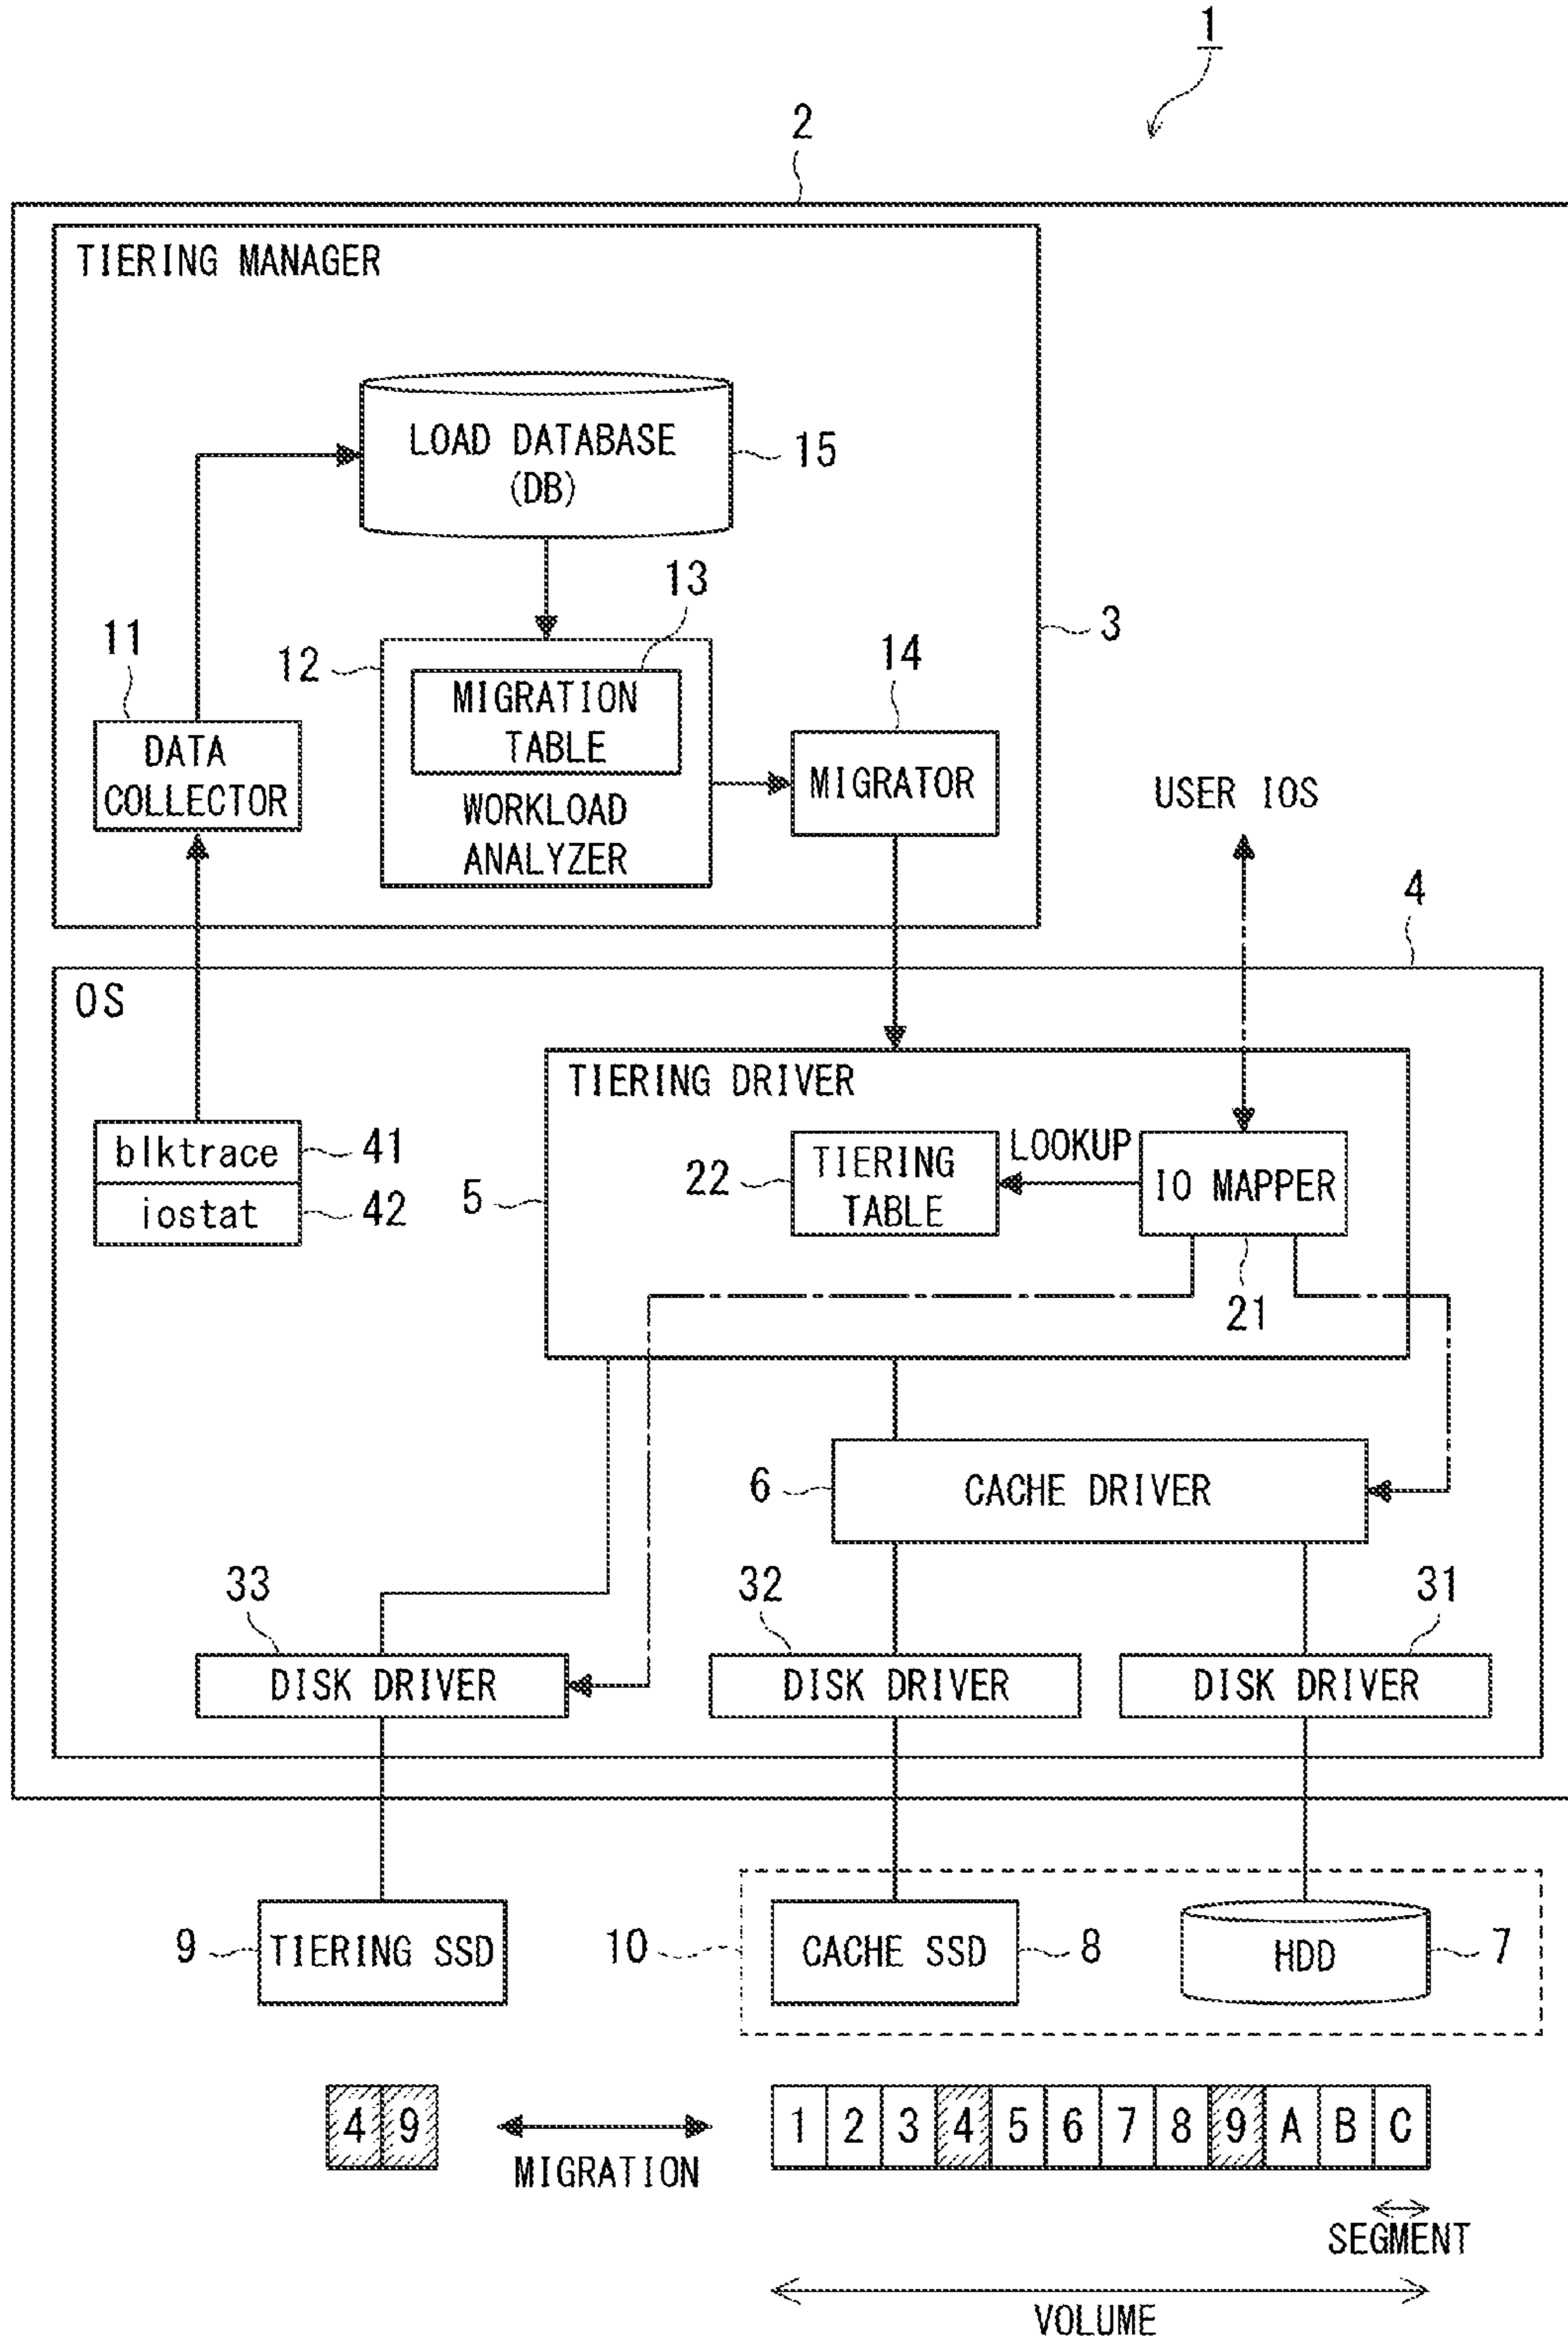 1
2
TIERING MANAGER
LOAD DATABASE
(DB)
15
13
3
11
12
14
MIGRATION
TABLE
DATA
COLLECTOR
MIGRATOR
USER IOS
WORKLOAD
ANALYZER
4
OS
TIERING DRIVER
blktrace
41
LOOKUP
22
TIERING
TABLE
IO MAPPER
5
iostat
42
21
6
CACHE DRIVER
33
32
31
DISK DRIVER
DISK DRIVER
DISK DRIVER
9
TIERING SSD
10
CACHE SSD
8
HDD
7
4 9
1 2 3 4 5 6 7 8 9 A B C
MIGRATION
SEGMENT
VOLUME